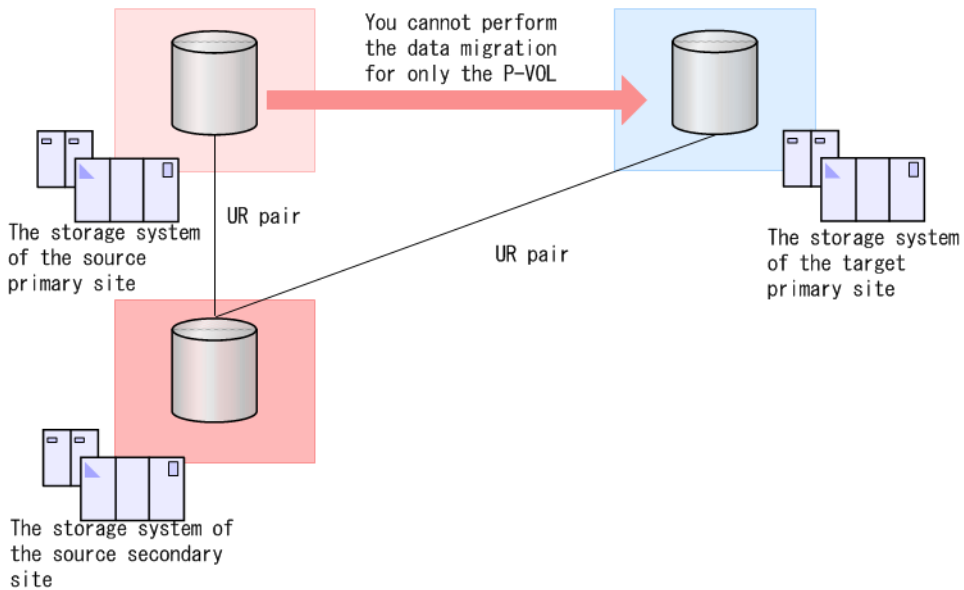 You cannot perform
the data migration
for only the P-VOL
UR pair
The storage system
of the source
primary site
UR pair
The storage system
of the target
primary site
The storage system of
the source secondary
site